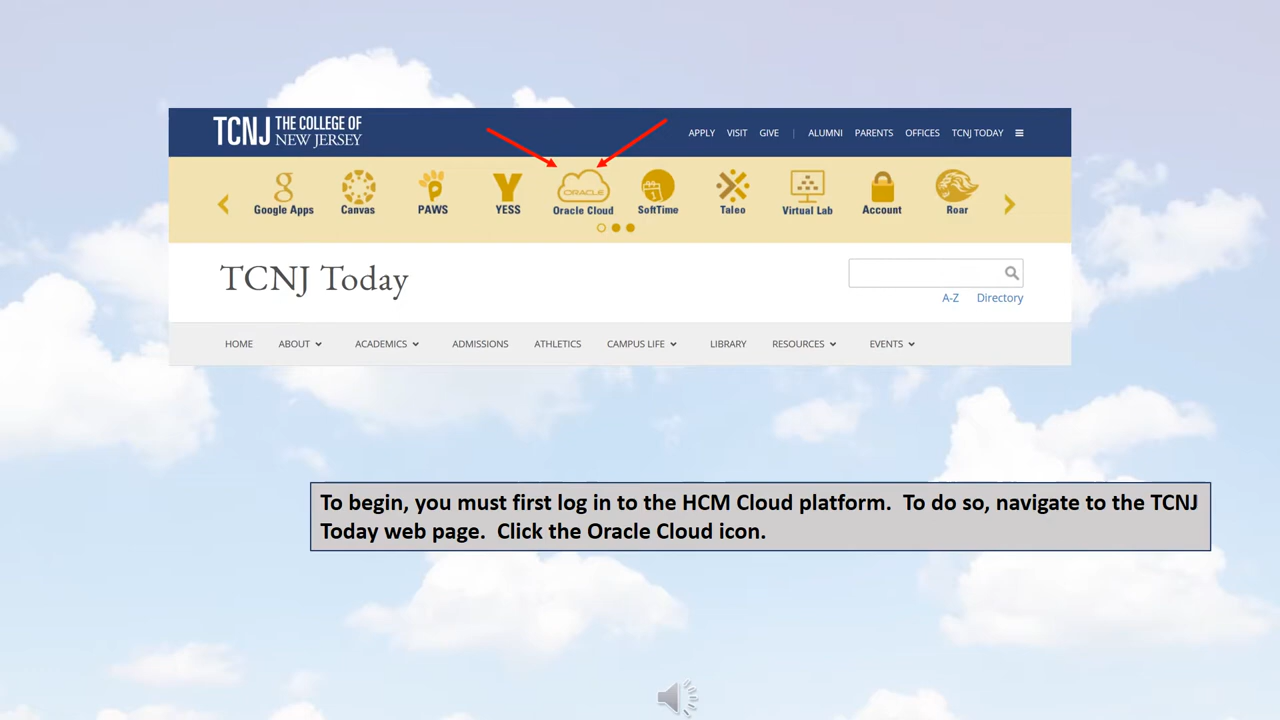 TCNJ THE COLLEGE OF NEW JERSEY
APPLY VISIT GIVE | ALUMNI PARENTS OFFICES TCNJ TODAY
Google Apps Canvas PAWS YESS ORACLE Oracle Cloud SoftTime Taleo Virtual Lab Account Roar
TCNJ Today
A-Z Directory
HOME ABOUT ACADEMICS ADMISSIONS ATHLETICS CAMPUS LIFE LIBRARY RESOURCES EVENTS
To begin, you must first log in to the HCM Cloud platform. To do so, navigate to the TCNJ
Today web page. Click the Oracle Cloud icon.